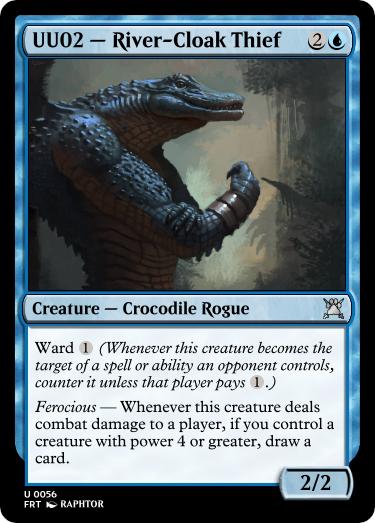 UU02 — River-Cloak Thief 2
Creature — Crocodile Rogue
Ward 1 (Whenever this creature becomes the
target of a spell or ability an opponent controls,
counter it unless that player pays 1.)
Ferocious — Whenever this creature deals
combat damage to a player, if you control a
creature with power 4 or greater, draw a
card.
2/2
U 0056
FRT RAPHTOR